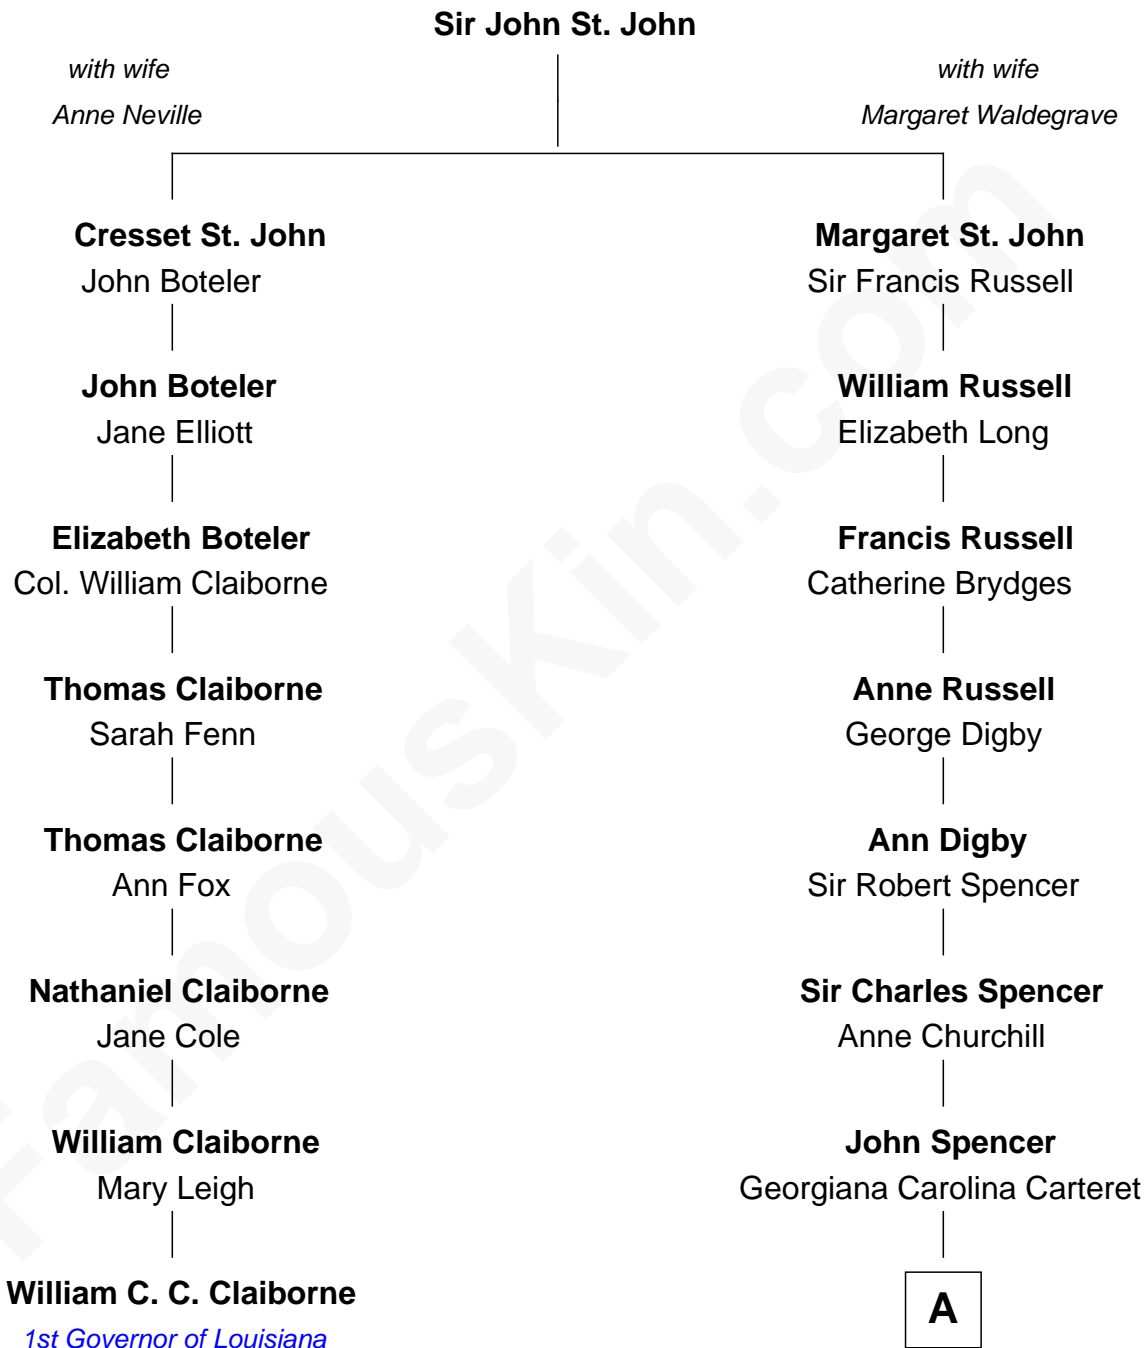 Sir John St. John
with wife
Anne Neville
with wife
Margaret Waldegrave
Cresset St. John
John Boteler
John Boteler
Jane Elliott
Elizabeth Boteler
Col. William Claiborne
Thomas Claiborne
Sarah Fenn
Thomas Claiborne
Ann Fox
Nathaniel Claiborne
Jane Cole
William Claiborne
Mary Leigh
William C. C. Claiborne
1st Governor of Louisiana
Margaret St. John
Sir Francis Russell
William Russell
Elizabeth Long
Francis Russell
Catherine Brydges
Anne Russell
George Digby
Ann Digby
Sir Robert Spencer
Sir Charles Spencer
Anne Churchill
John Spencer
Georgiana Carolina Carteret
A
FamousKin.com